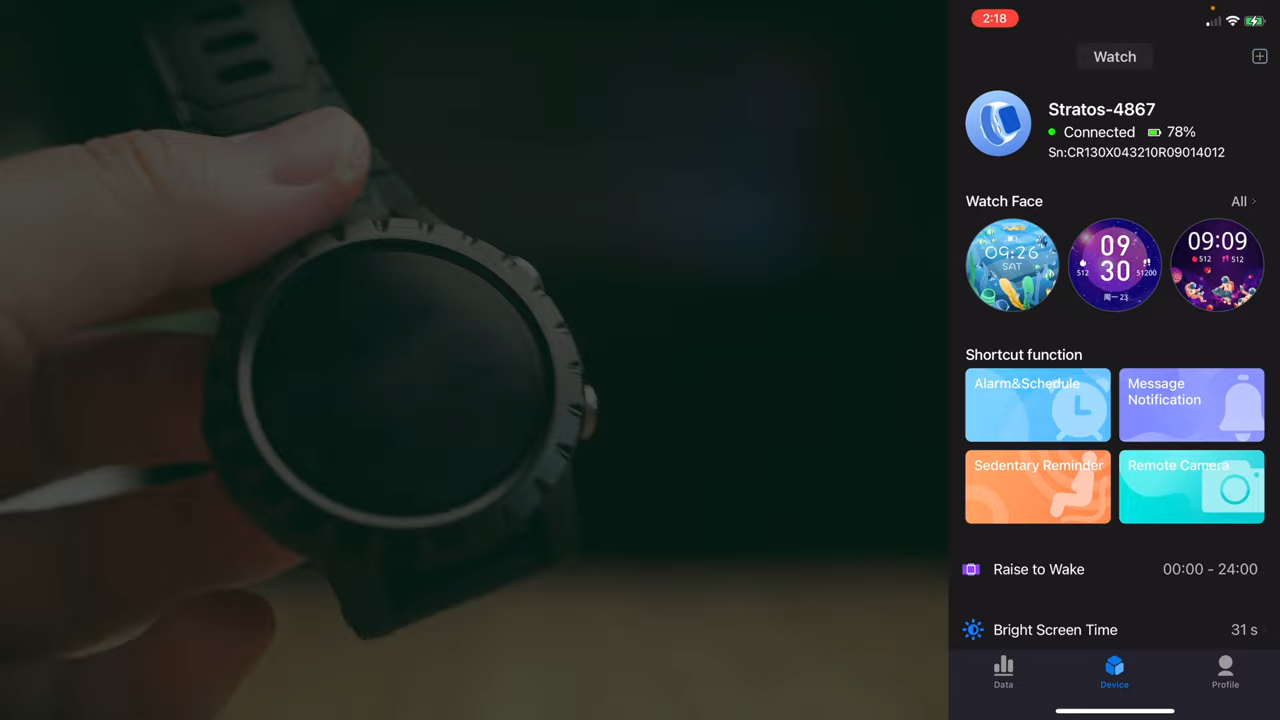 2:18
Watch
Stratos-4867
Connected 78%
Sn:CR130X043210R09014012
Watch Face
All
09:26
SAT
09
30
512
51200
周一 23
09:09
512 512
Shortcut function
Alarm&Schedule
Message
Notification
Sedentary Reminder
Remote Camera
Raise to Wake 00:00 - 24:00
Bright Screen Time 31 s
Data
Device
Profile